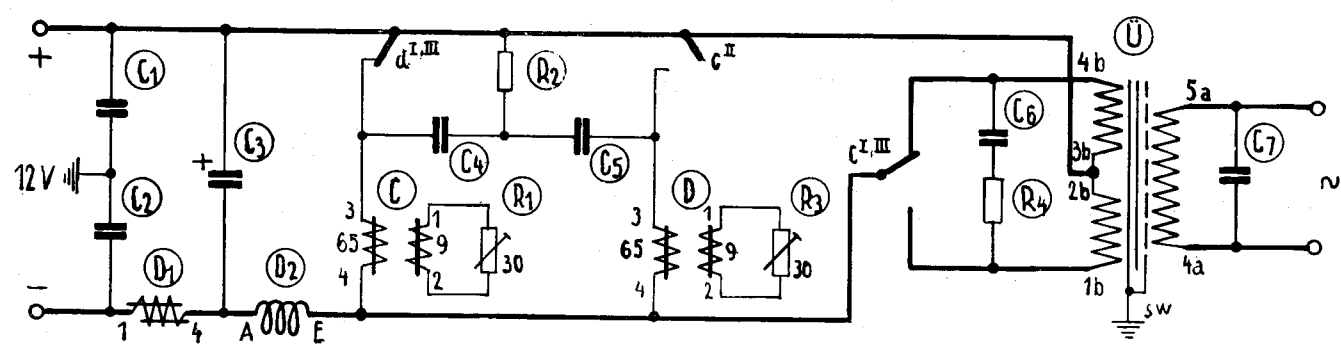 +
C1
12V
C2
−
D1
1
4
+
C3
D2
A
E
d I,III
R2
C4
C5
C
3
65
4
1
9
2
R1
30
c II
D
3
65
4
1
9
2
R3
30
c I,III
C6
R4
Ü
4b
3b
2b
1b
sw
5a
4a
C7
~